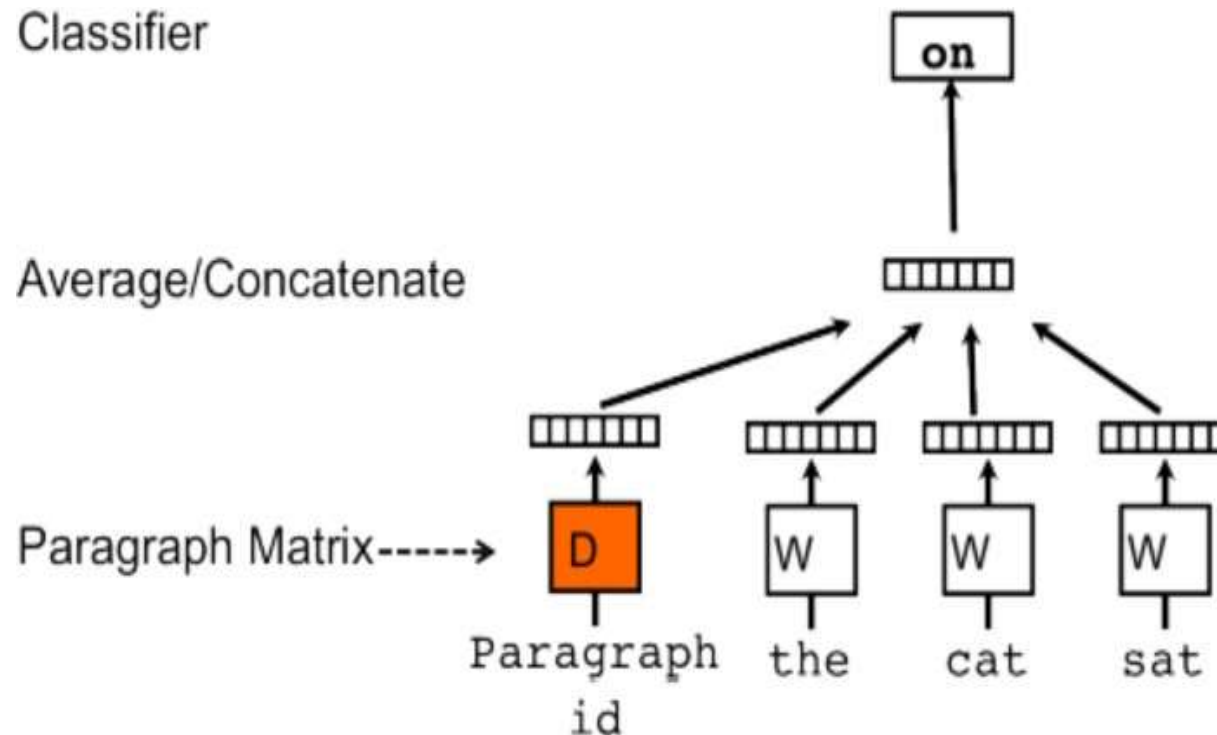 Classifier
on
Average/Concatenate
Paragraph Matrix
D
W
W
W
Paragraph
id
the
cat
sat